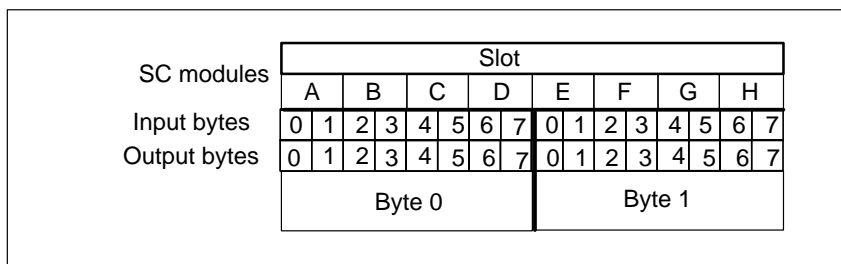 Slot
SC modules
A B C D E F G H
Input bytes 0 1 2 3 4 5 6 7 0 1 2 3 4 5 6 7
Output bytes 0 1 2 3 4 5 6 7 0 1 2 3 4 5 6 7
Byte 0 Byte 1